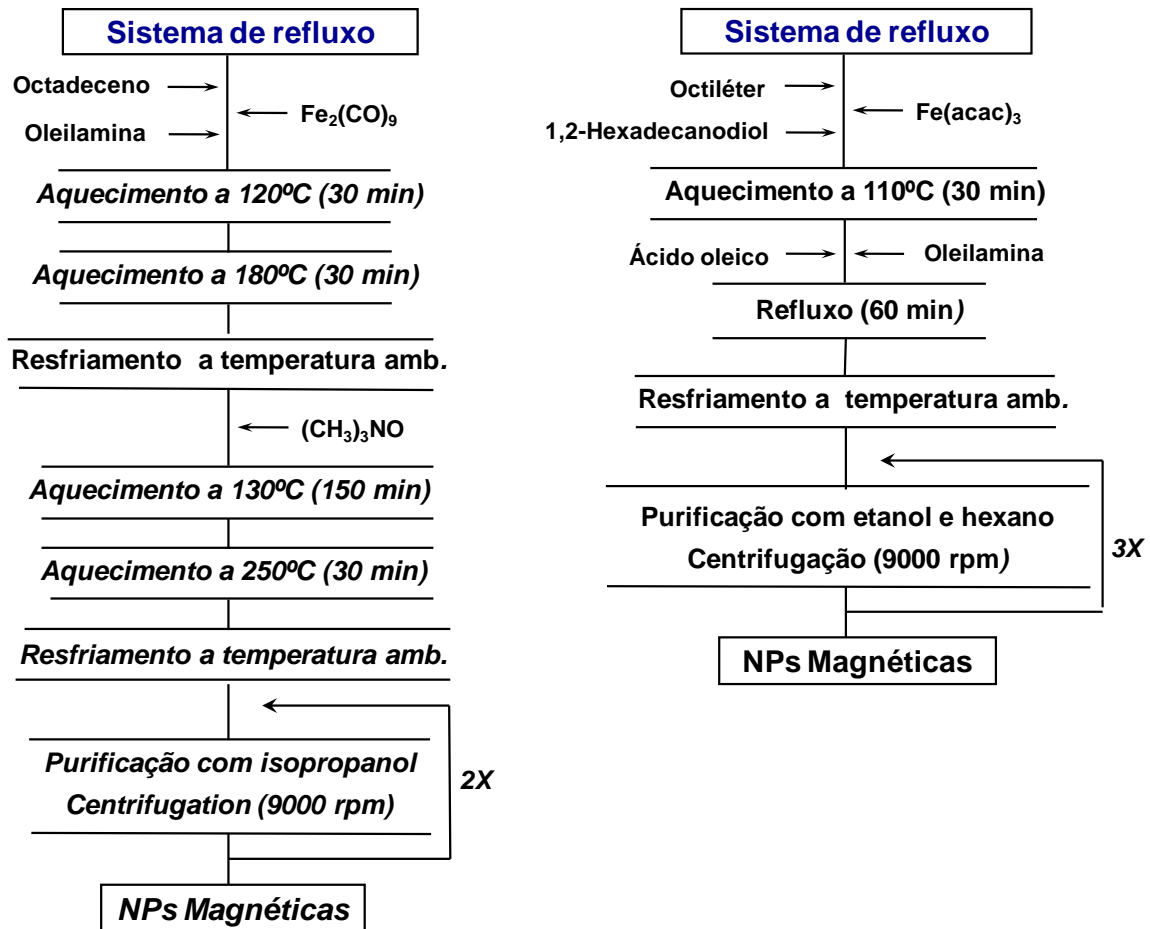 Sistema de refluxo
Octadeceno
Fe₂(CO)₉
Oleilamina
Aquecimento a 120ºC (30 min)
Aquecimento a 180ºC (30 min)
Resfriamento a temperatura amb.
(CH₃)₃NO
Aquecimento a 130ºC (150 min)
Aquecimento a 250ºC (30 min)
Resfriamento a temperatura amb.
Purificação com isopropanol
Centrifugation (9000 rpm)
2X
NPs Magnéticas
Sistema de refluxo
Octiléter
Fe(acac)₃
1,2-Hexadecanodiol
Aquecimento a 110ºC (30 min)
Ácido oleico
Oleilamina
Refluxo (60 min)
Resfriamento a temperatura amb.
Purificação com etanol e hexano
Centrifugação (9000 rpm)
3X
NPs Magnéticas